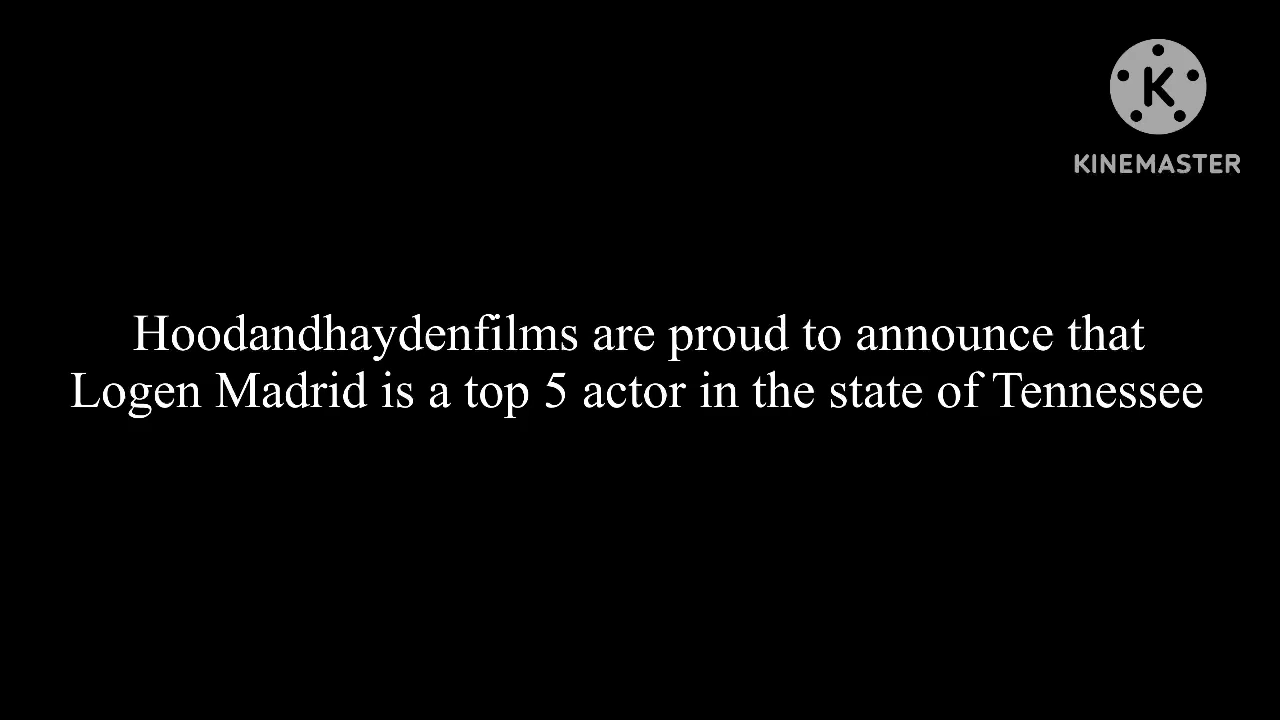 K
KINEMASTER
Hoodandhaydenfilms are proud to announce that
Logen Madrid is a top 5 actor in the state of Tennessee